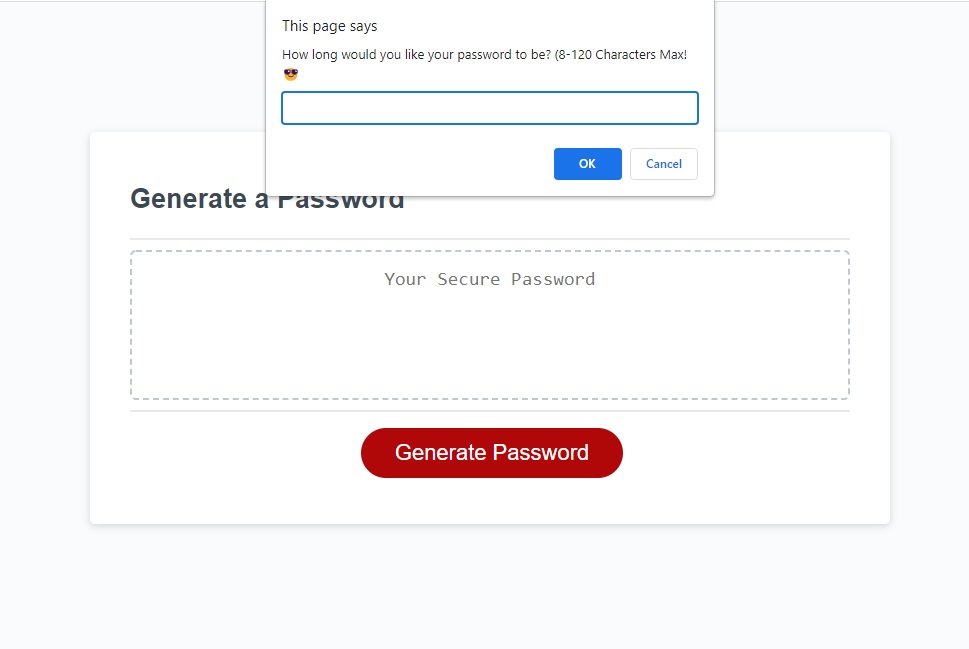 This page says
How long would you like your password to be? (8-120 Characters Max!
😎
OK
Cancel
Generate a Password
Your Secure Password
Generate Password